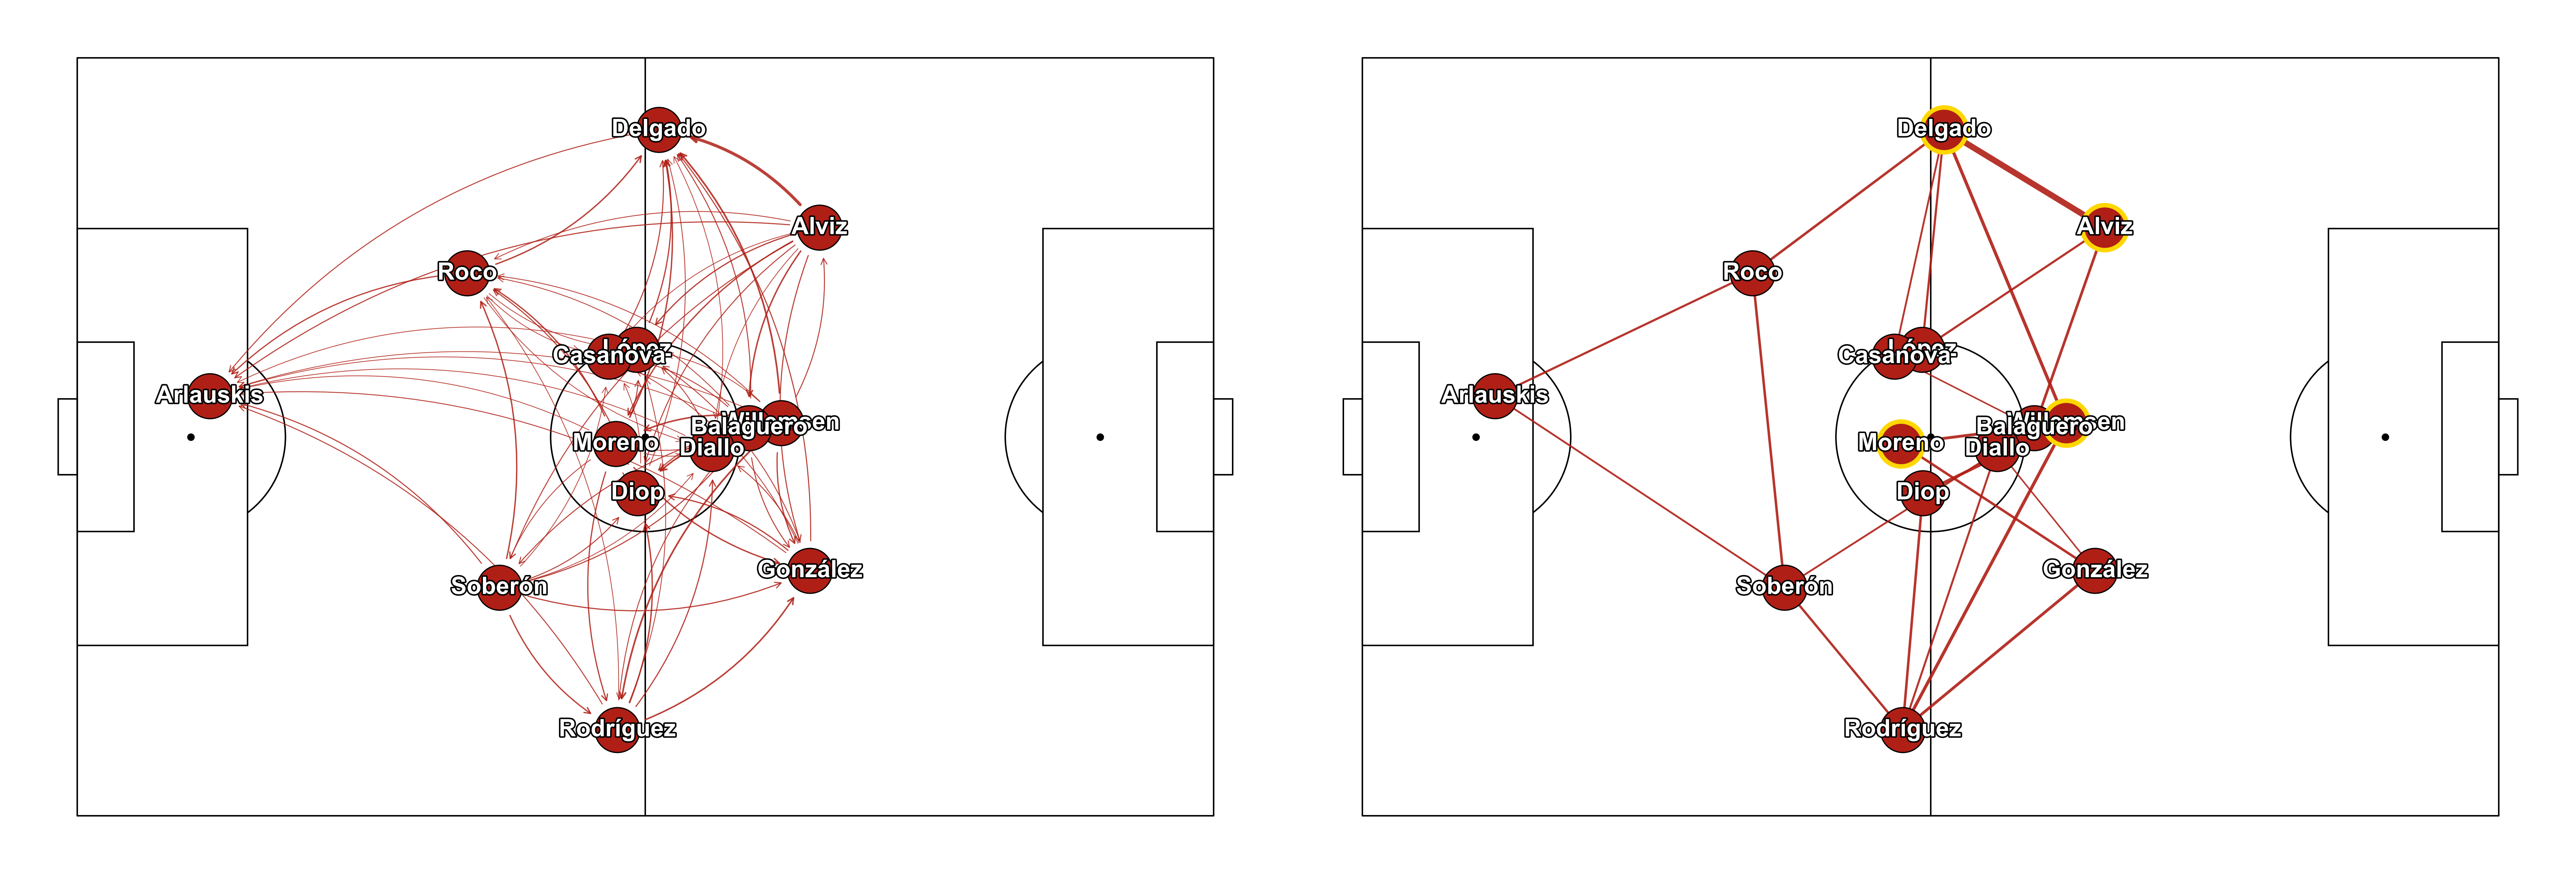 Delgado
Alviz
Roco
López
Casanova-
Arlauskis
Willemsen
Balaguero
Moreno
Diallo
Diop
González
Soberón
Rodríguez
Delgado
Alviz
Roco
López
Casanova-
Arlauskis
Willemsen
Balaguero
Moreno
Diallo
Diop
González
Soberón
Rodríguez